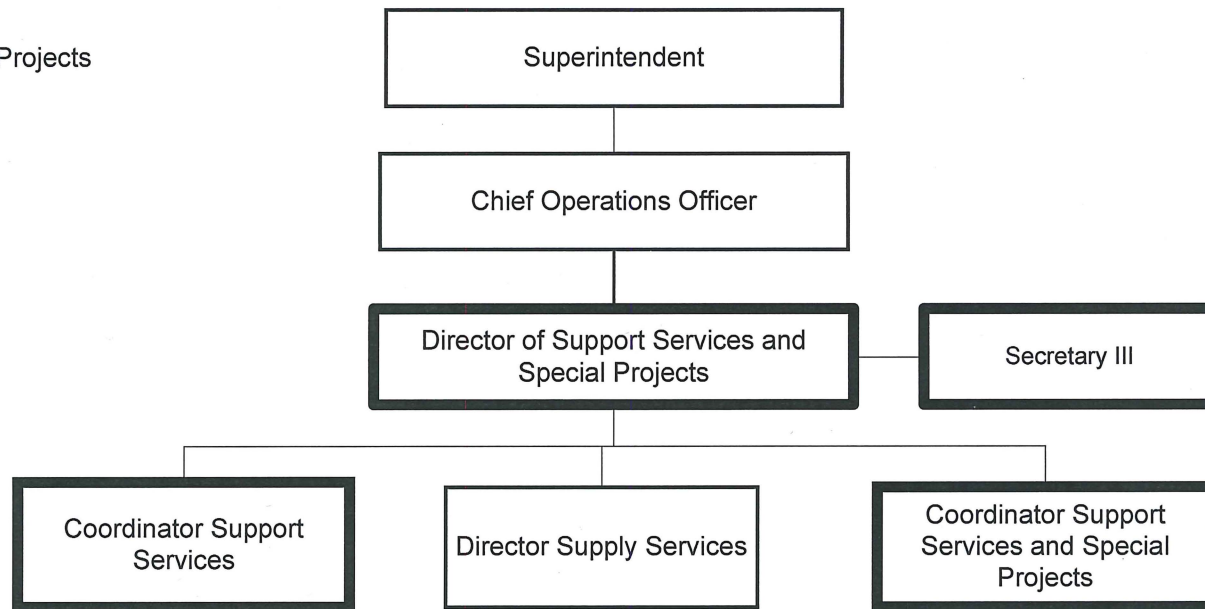 Projects
Superintendent
Chief Operations Officer
Director of Support Services and
Special Projects
Secretary III
Coordinator Support
Services
Director Supply Services
Coordinator Support
Services and Special
Projects